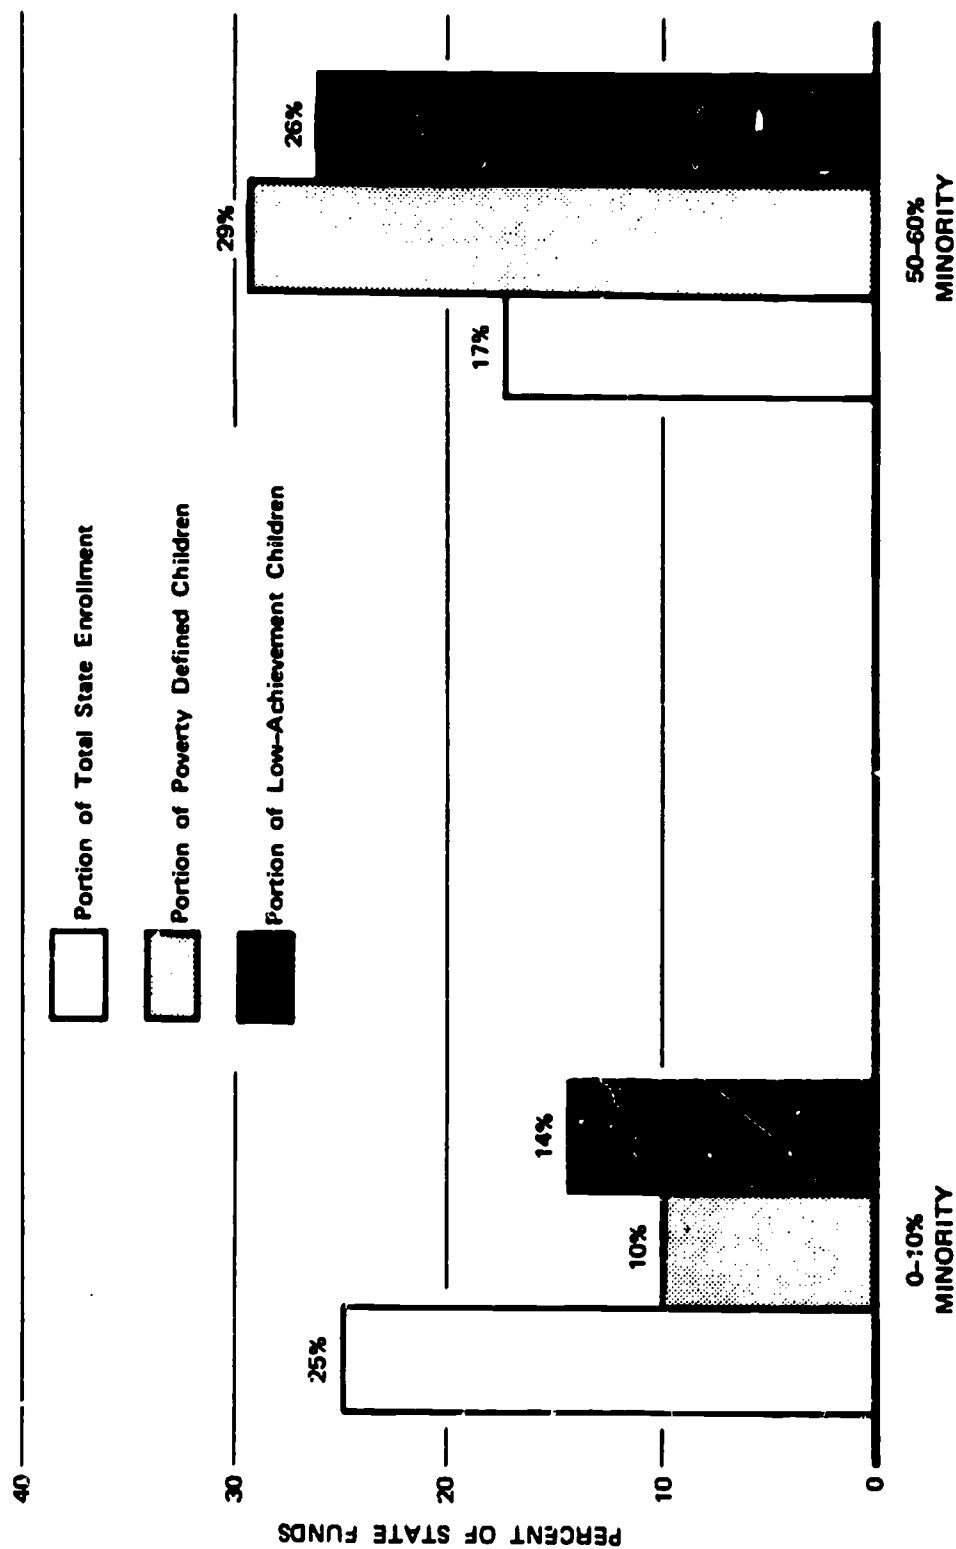 40
30
20
10
0
PERCENT OF STATE FUNDS
Portion of Total State Enrollment
Portion of Poverty Defined Children
Portion of Low-Achievement Children
25%
10%
14%
17%
29%
26%
0-10%
MINORITY
50-60%
MINORITY